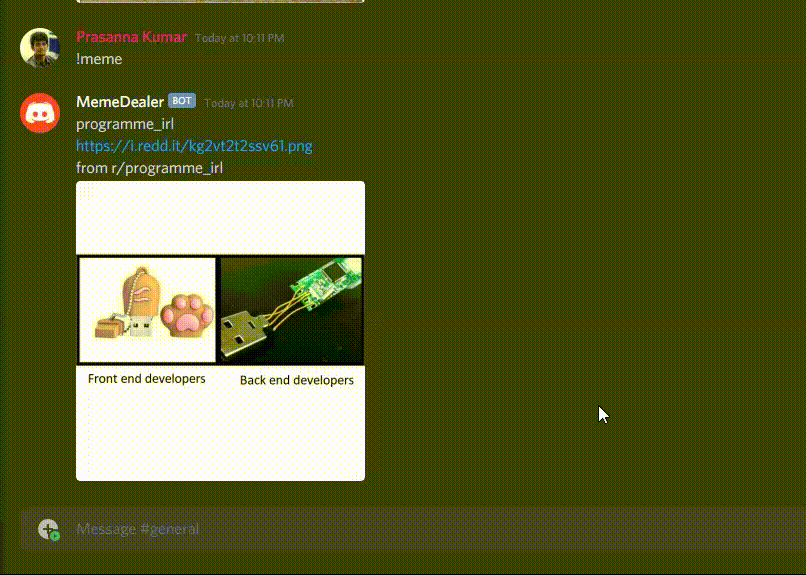 Prasanna Kumar Today at 10:11 PM
!meme
MemeDealer BOT Today at 10:11 PM
programme_irl
https://i.redd.it/kg2vt2t2ssv61.png
from r/programme_irl
Front end developers
Back end developers
Message #general